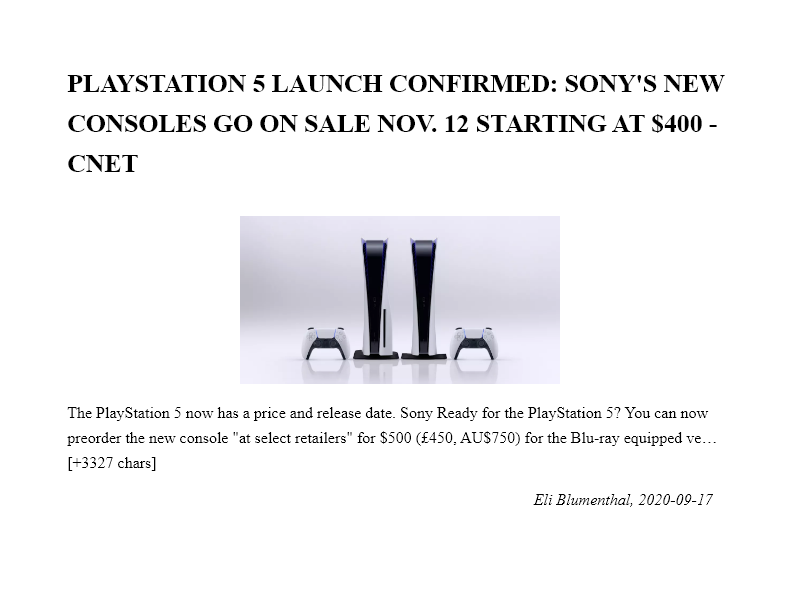 PLAYSTATION 5 LAUNCH CONFIRMED: SONY'S NEW
CONSOLES GO ON SALE NOV. 12 STARTING AT $400 -
CNET
The PlayStation 5 now has a price and release date. Sony Ready for the PlayStation 5? You can now
preorder the new console "at select retailers" for $500 (£450, AU$750) for the Blu-ray equipped ve…
[+3327 chars]
Eli Blumenthal, 2020-09-17